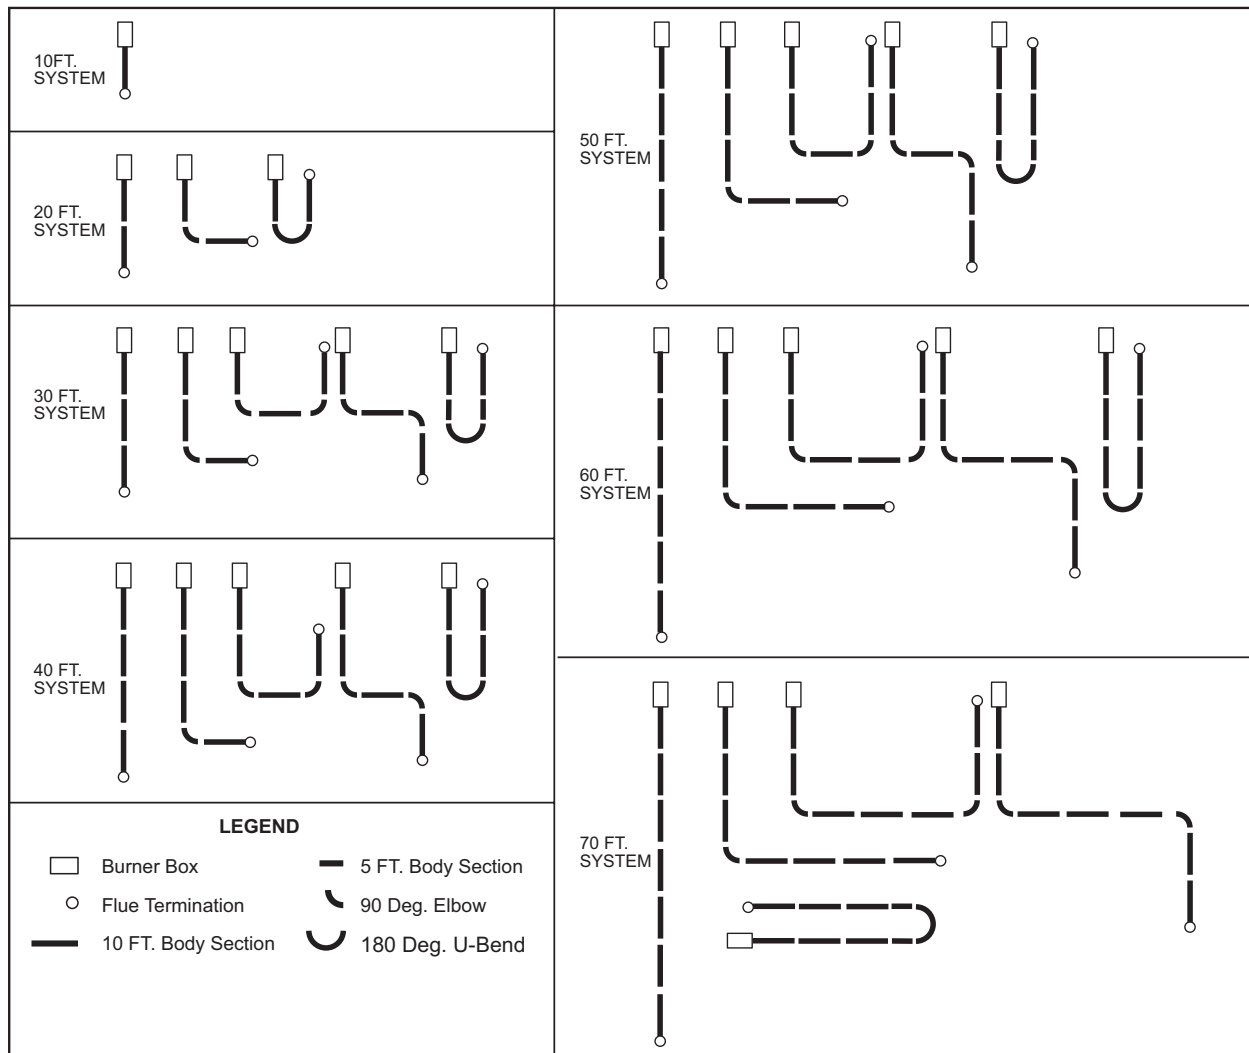 10FT.
SYSTEM
20 FT.
SYSTEM
30 FT.
SYSTEM
40 FT.
SYSTEM
LEGEND
Burner Box
5 FT. Body Section
Flue Termination
90 Deg. Elbow
10 FT. Body Section
180 Deg. U-Bend
50 FT.
SYSTEM
60 FT.
SYSTEM
70 FT.
SYSTEM